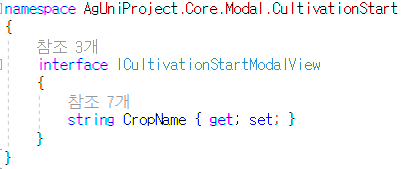 namespace AgUniProject.Core.Modal.CultivationStart
{
참조 3개
interface ICultivationStartModalView
{
참조 7개
string CropName { get; set; }
}
}